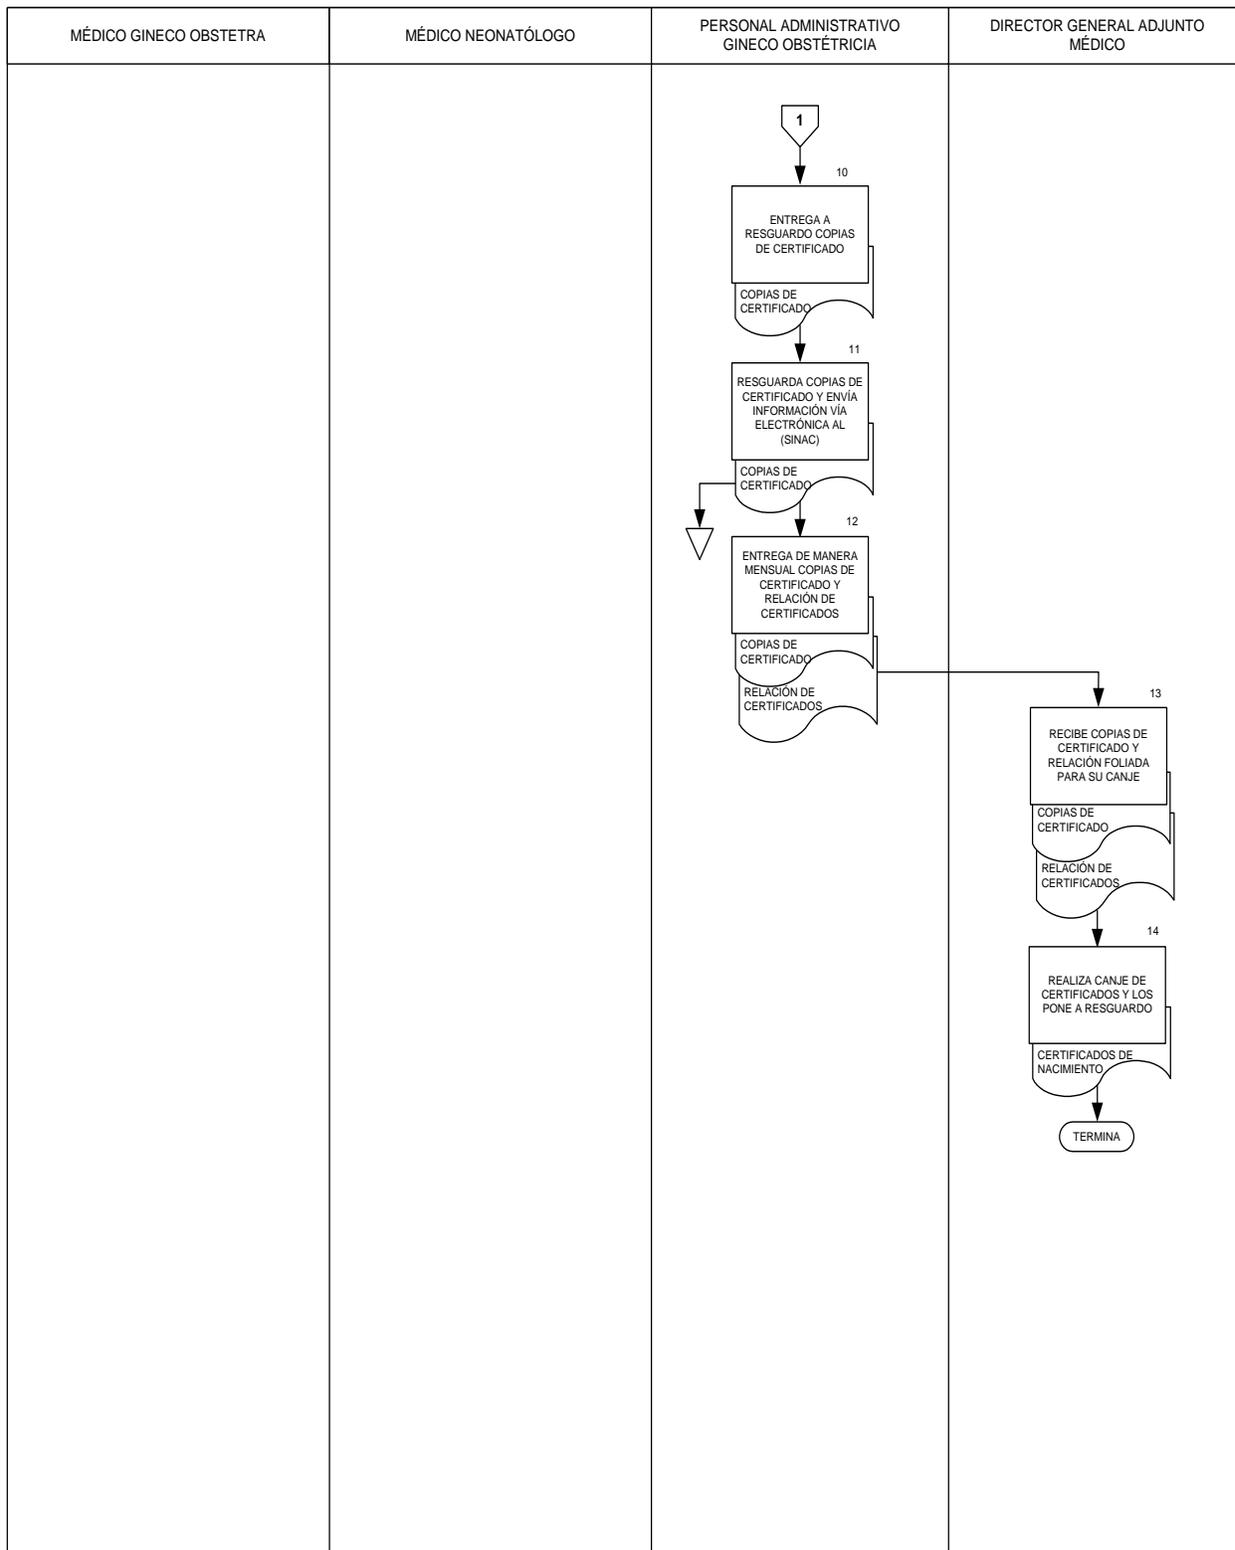 MÉDICO GINECO OBSTETRA
MÉDICO NEONATÓLOGO
PERSONAL ADMINISTRATIVO
GINECO OBSTÉTRICIA
DIRECTOR GENERAL ADJUNTO
MÉDICO
1
10
ENTREGA A
RESGUARDO COPIAS
DE CERTIFICADO
COPIAS DE
CERTIFICADO
11
RESGUARDA COPIAS DE
CERTIFICADO Y ENVÍA
INFORMACIÓN VÍA
ELECTRÓNICA AL
(SINAC)
COPIAS DE
CERTIFICADO
12
ENTREGA DE MANERA
MENSUAL COPIAS DE
CERTIFICADO Y
RELACIÓN DE
CERTIFICADOS
COPIAS DE
CERTIFICADO
RELACIÓN DE
CERTIFICADOS
13
RECIBE COPIAS DE
CERTIFICADO Y
RELACIÓN FOLIADA
PARA SU CANJE
COPIAS DE
CERTIFICADO
RELACIÓN DE
CERTIFICADOS
14
REALIZA CANJE DE
CERTIFICADOS Y LOS
PONE A RESGUARDO
CERTIFICADOS DE
NACIMIENTO
TERMINA